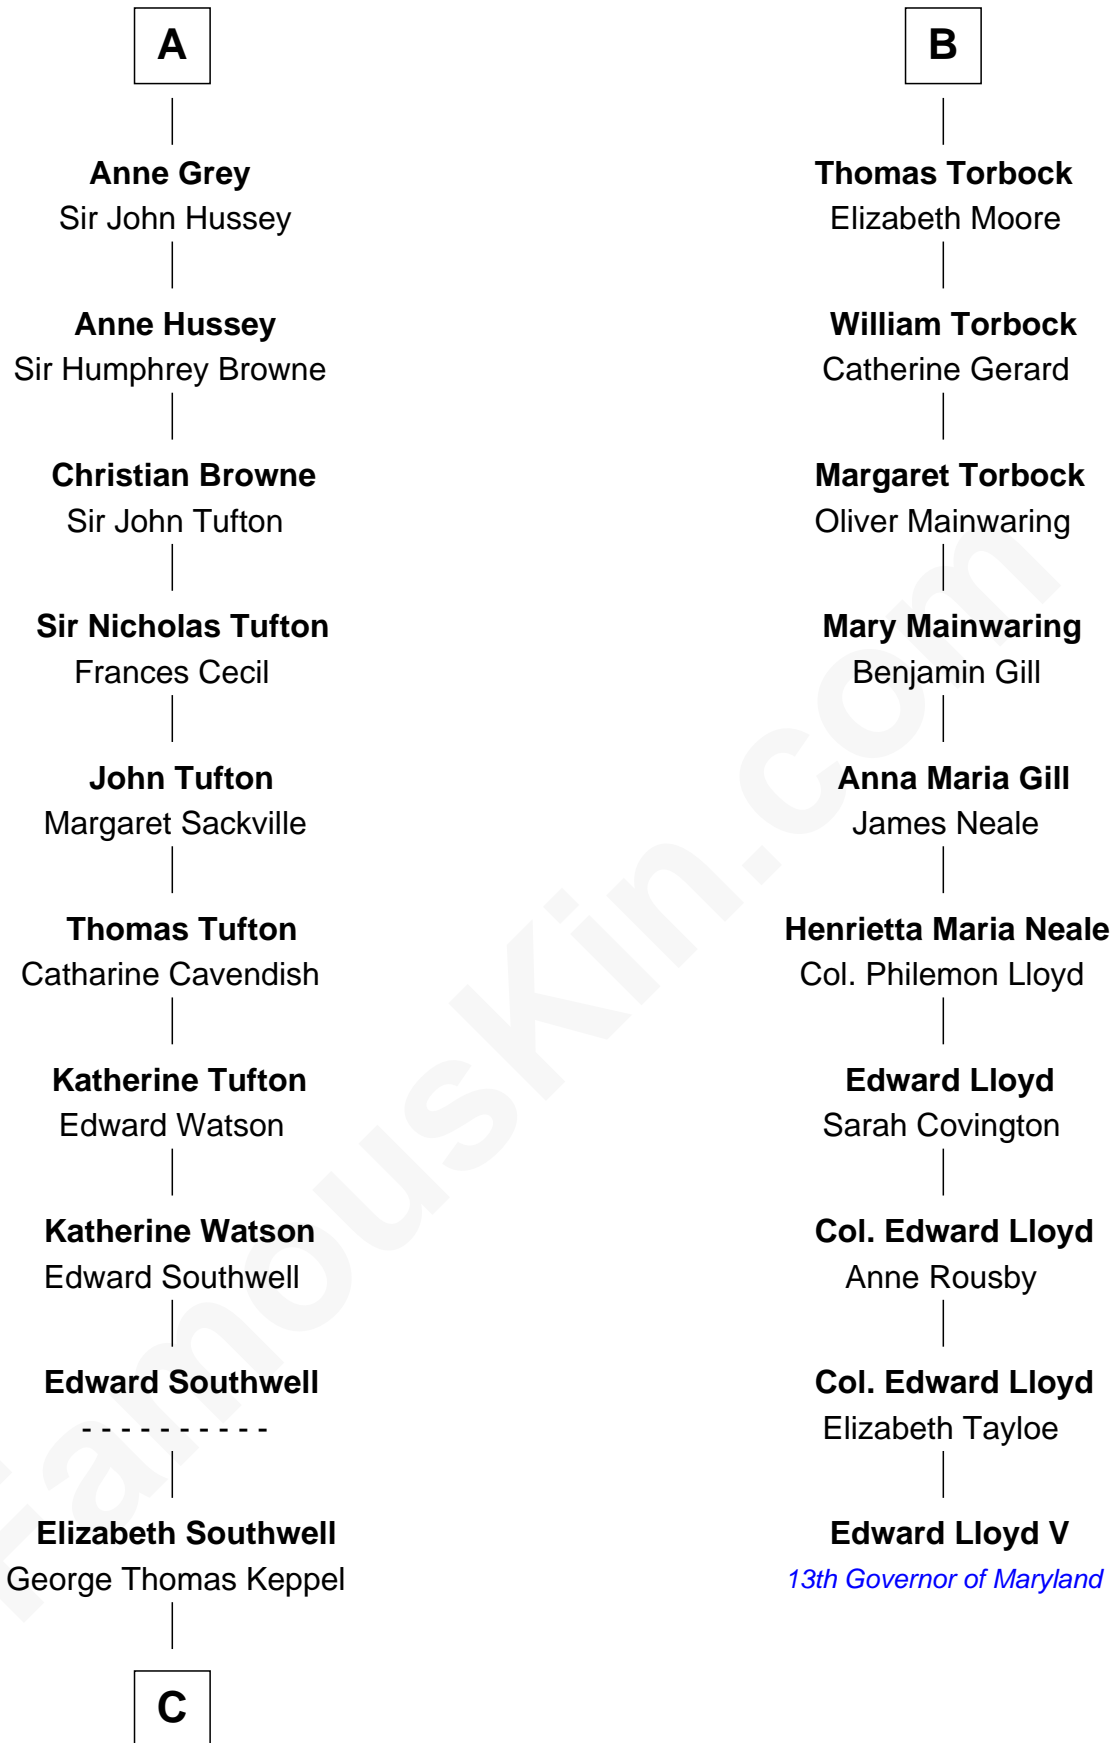 A
Anne Grey
Sir John Hussey
Anne Hussey
Sir Humphrey Browne
Christian Browne
Sir John Tufton
Sir Nicholas Tufton
Frances Cecil
John Tufton
Margaret Sackville
Thomas Tufton
Catharine Cavendish
Katherine Tufton
Edward Watson
Katherine Watson
Edward Southwell
Edward Southwell
- - - - - - - - - -
Elizabeth Southwell
George Thomas Keppel
C
B
Thomas Torbock
Elizabeth Moore
William Torbock
Catherine Gerard
Margaret Torbock
Oliver Mainwaring
Mary Mainwaring
Benjamin Gill
Anna Maria Gill
James Neale
Henrietta Maria Neale
Col. Philemon Lloyd
Edward Lloyd
Sarah Covington
Col. Edward Lloyd
Anne Rousby
Col. Edward Lloyd
Elizabeth Tayloe
Edward Lloyd V
13th Governor of Maryland
FamousKin.com